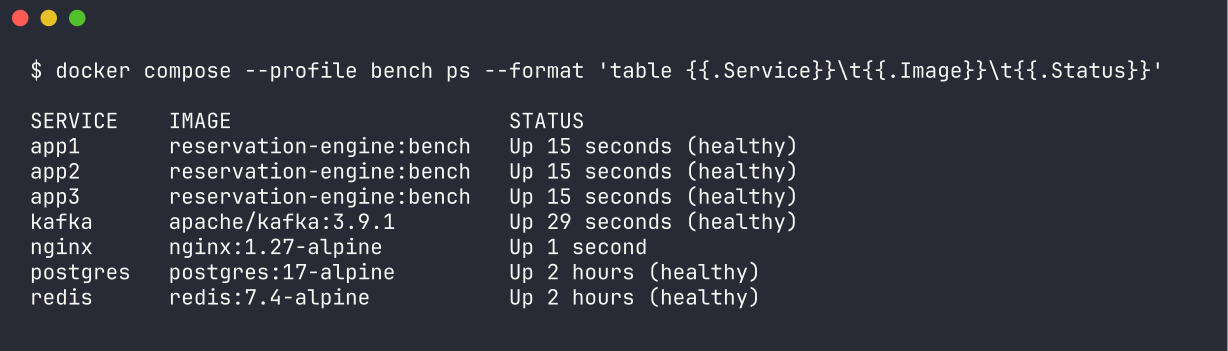 $ docker compose --profile bench ps --format 'table {{.Service}}\t{{.Image}}\t{{.Status}}'
SERVICE IMAGE STATUS
app1 reservation-engine:bench Up 15 seconds (healthy)
app2 reservation-engine:bench Up 15 seconds (healthy)
app3 reservation-engine:bench Up 15 seconds (healthy)
kafka apache/kafka:3.9.1 Up 29 seconds (healthy)
nginx nginx:1.27-alpine Up 1 second
postgres postgres:17-alpine Up 2 hours (healthy)
redis redis:7.4-alpine Up 2 hours (healthy)